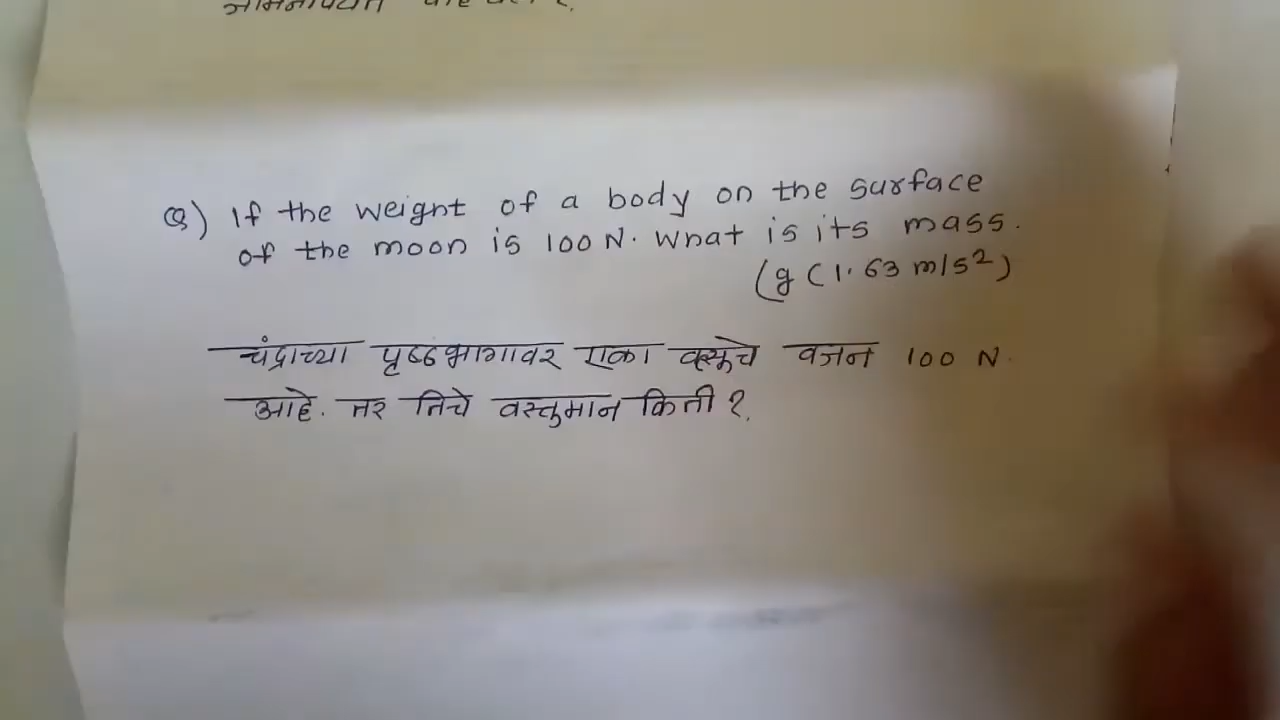 Q) If the weight of a body on the surface
of the moon is 100 N. What is its mass.
(g (1.63 m/s²)
चंद्राच्या पृष्ठभागावर एका वस्तूचे वजन 100 N.
आहे. तर तिचे वस्तुमान किती?